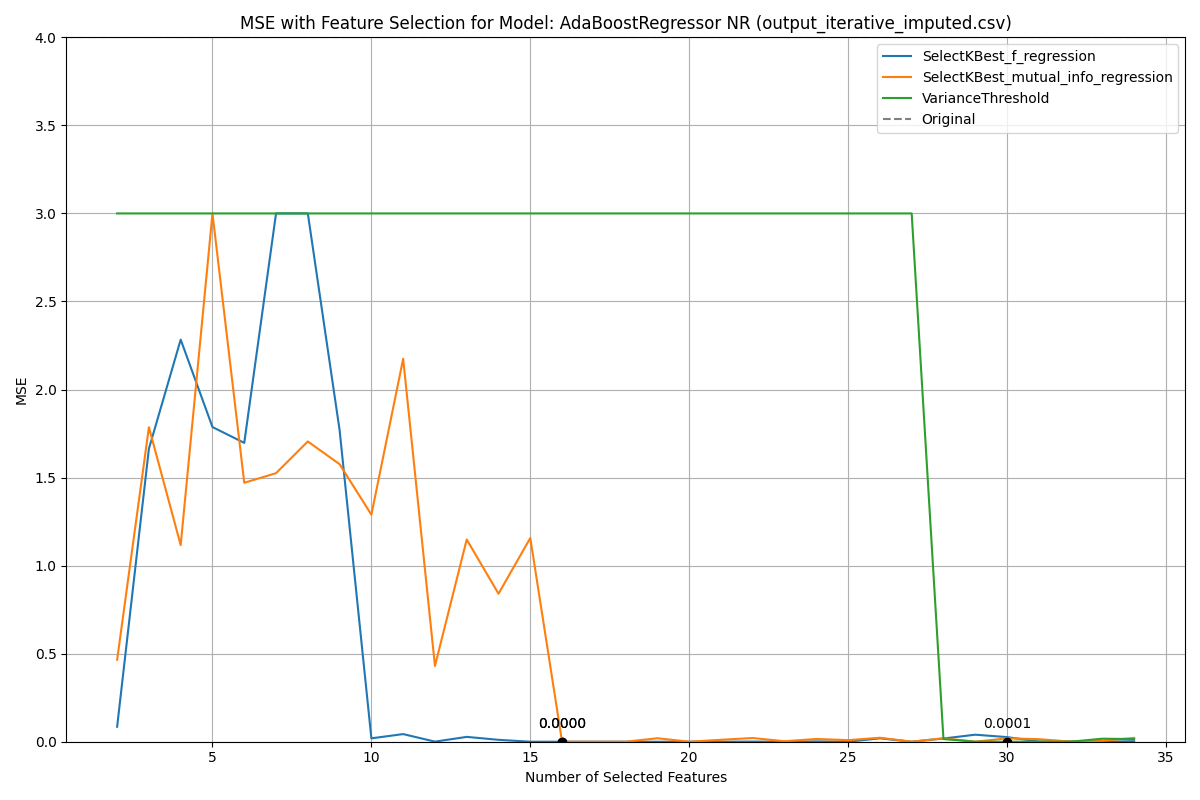 MSE with Feature Selection for Model: AdaBoostRegressor NR (output_iterative_imputed.csv)
SelectKBest_f_regression
SelectKBest_mutual_info_regression
VarianceThreshold
Original
4.0
3.5
3.0
2.5
2.0
1.5
1.0
0.5
0.0
MSE
0.0000
0.0001
5
10
15
20
25
30
35
Number of Selected Features